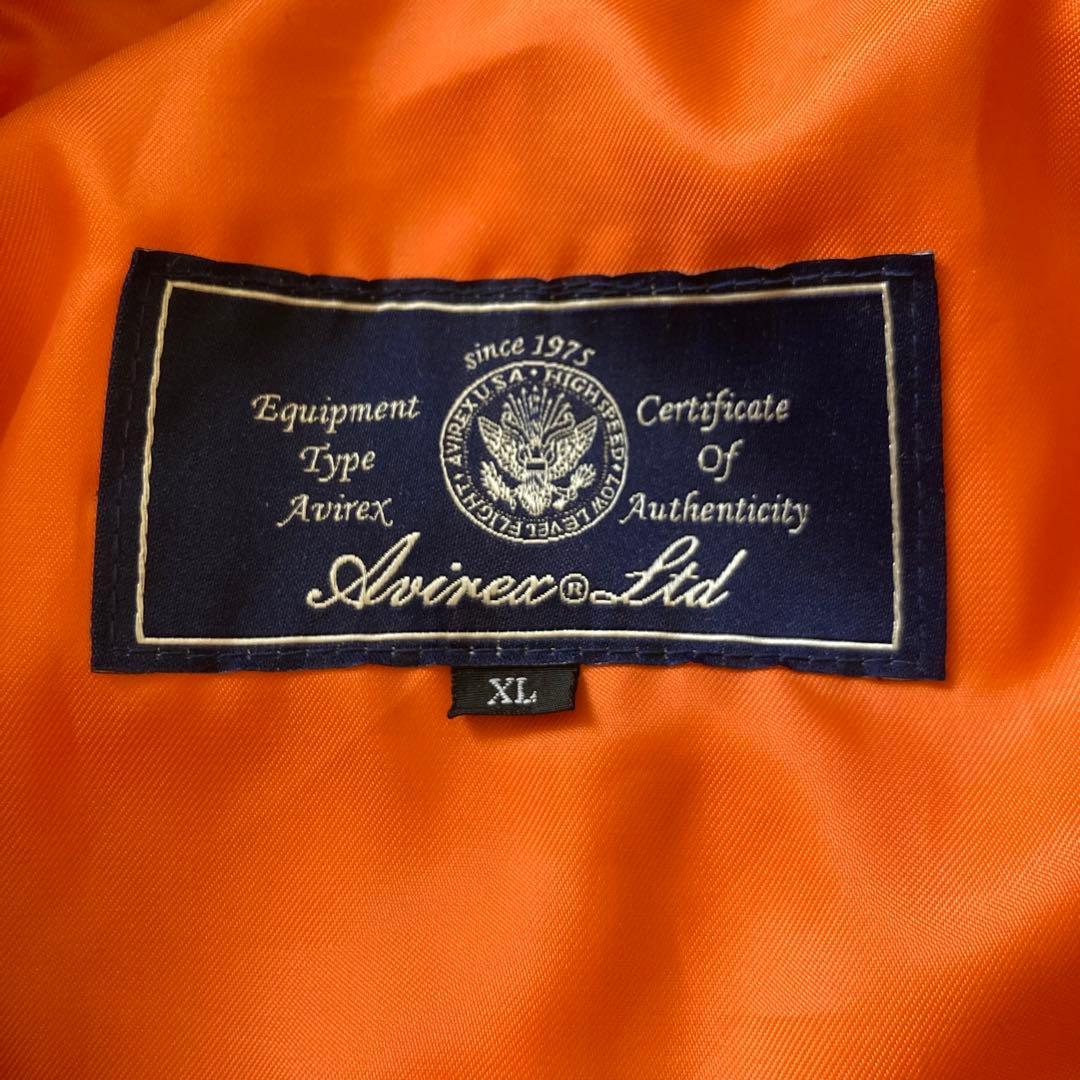 since 1975
AVIREX U.S.A • HIGH SPEED • LOW LEVEL FLIGHT •
Equipment
Type
Avirex
Certificate
Of
Authenticity
Avirex® Ltd
XL